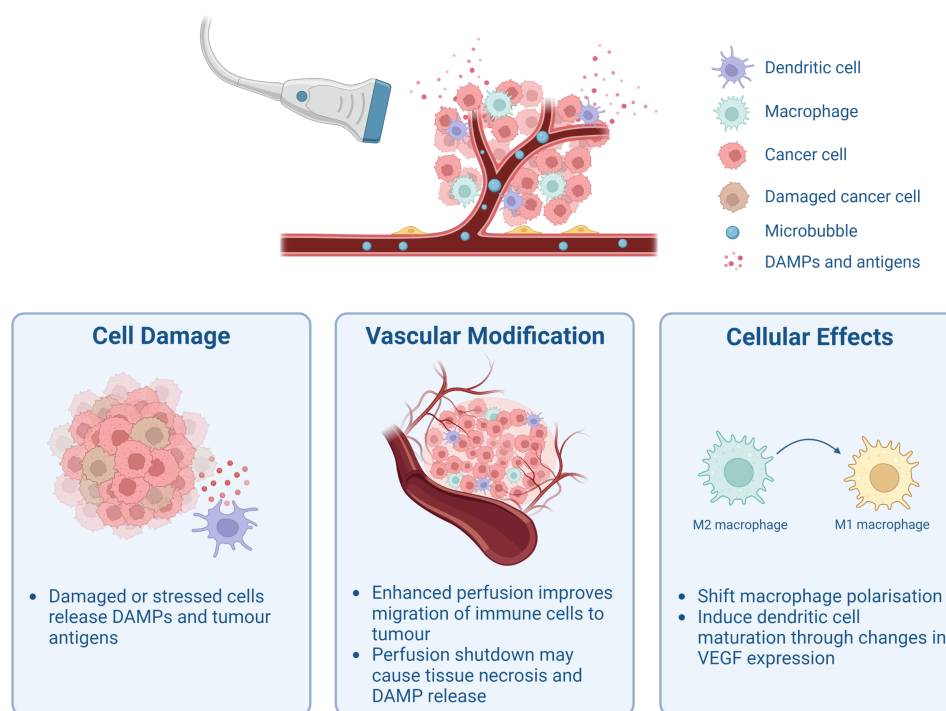 Dendritic cell
Macrophage
Cancer cell
Damaged cancer cell
Microbubble
DAMPs and antigens
Cell Damage
• Damaged or stressed cells
release DAMPs and tumour
antigens
Vascular Modification
• Enhanced perfusion improves
migration of immune cells to
tumour
• Perfusion shutdown may
cause tissue necrosis and
DAMP release
Cellular Effects
M2 macrophage
M1 macrophage
• Shift macrophage polarisation
• Induce dendritic cell
maturation through changes in
VEGF expression